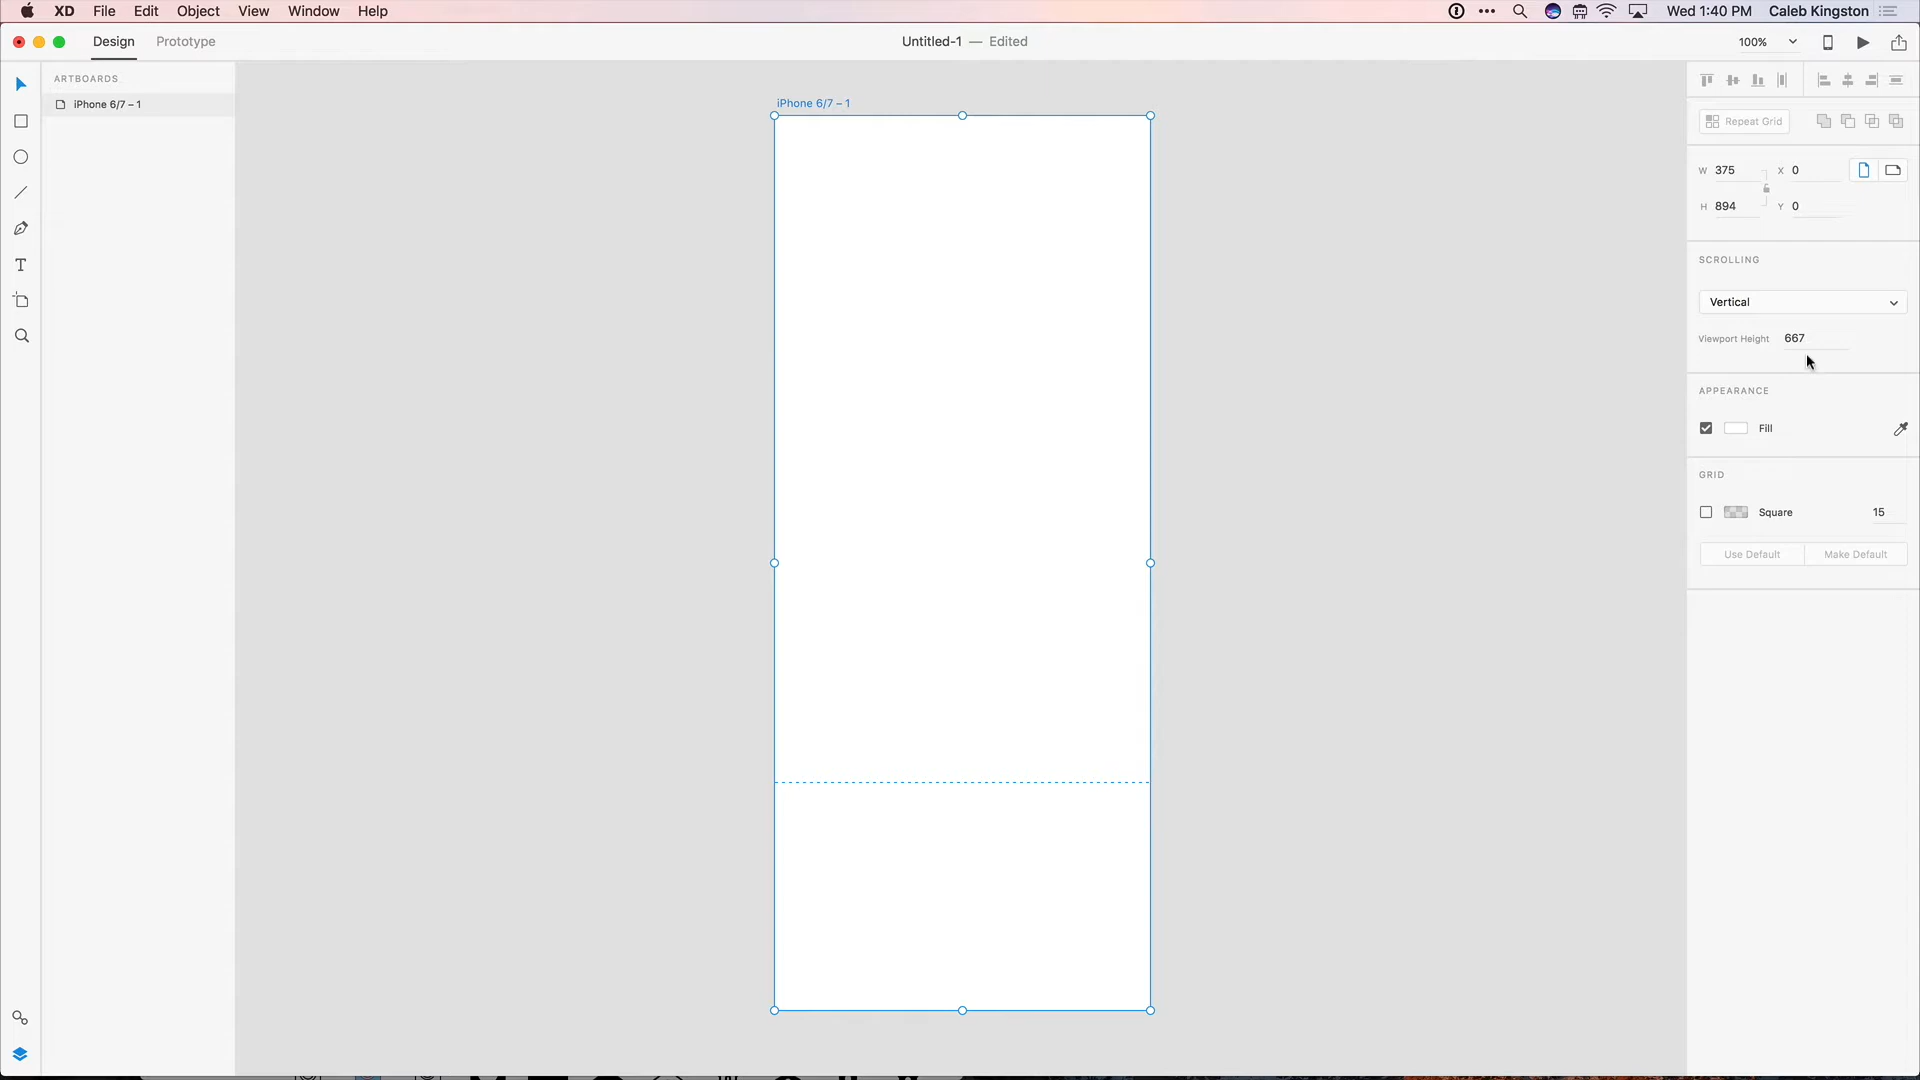 XD File Edit Object View Window Help
Wed 1:40 PM Caleb Kingston
Design Prototype
Untitled-1 — Edited
100%
ARTBOARDS
iPhone 6/7 – 1
iPhone 6/7 – 1
Repeat Grid
W 375 X 0
H 894 Y 0
SCROLLING
Vertical
Viewport Height 667
APPEARANCE
Fill
GRID
Square 15
Use Default Make Default